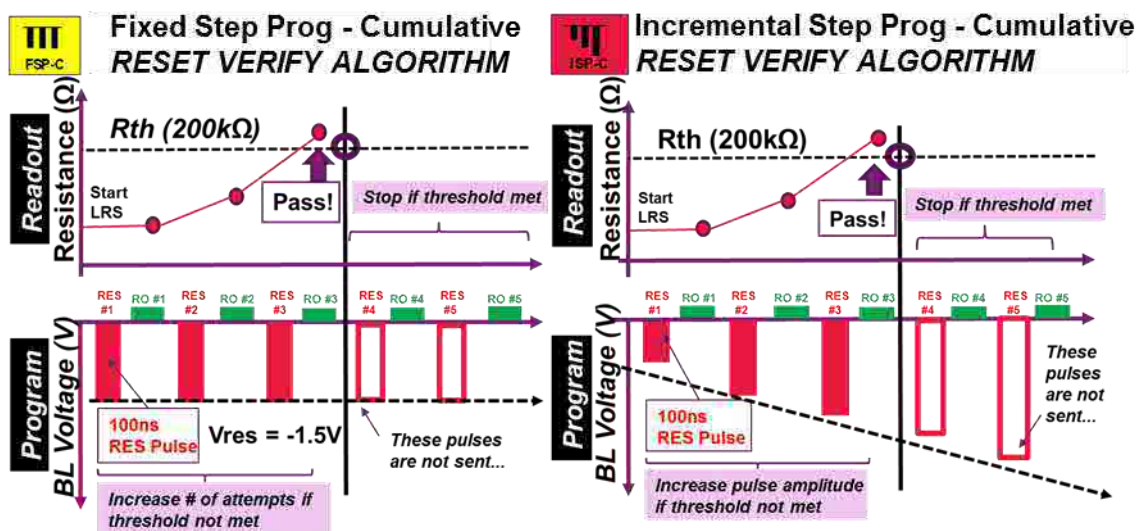 Fixed Step Prog - Cumulative
RESET VERIFY ALGORITHM
FSP-C
Readout
Resistance (Ω)
Rth (200kΩ)
Start
LRS
Pass!
Stop if threshold met
RES
#1
RO #1
RES
#2
RO #2
RES
#3
RO #3
RES
#4
RO #4
RES
#5
RO #5
Program
BL Voltage (V)
100ns
RES Pulse
Vres = -1.5V
These pulses
are not sent...
Increase # of attempts if
threshold not met
Incremental Step Prog - Cumulative
RESET VERIFY ALGORITHM
ISP-C
Readout
Resistance (Ω)
Rth (200kΩ)
Start
LRS
Pass!
Stop if threshold met
RES
#1
RO #1
RES
#2
RO #2
RES
#3
RO #3
RES
#4
RO #4
RES
#5
RO #5
Program
BL Voltage (V)
100ns
RES Pulse
These
pulses
are not
sent...
Increase pulse amplitude
if threshold not met